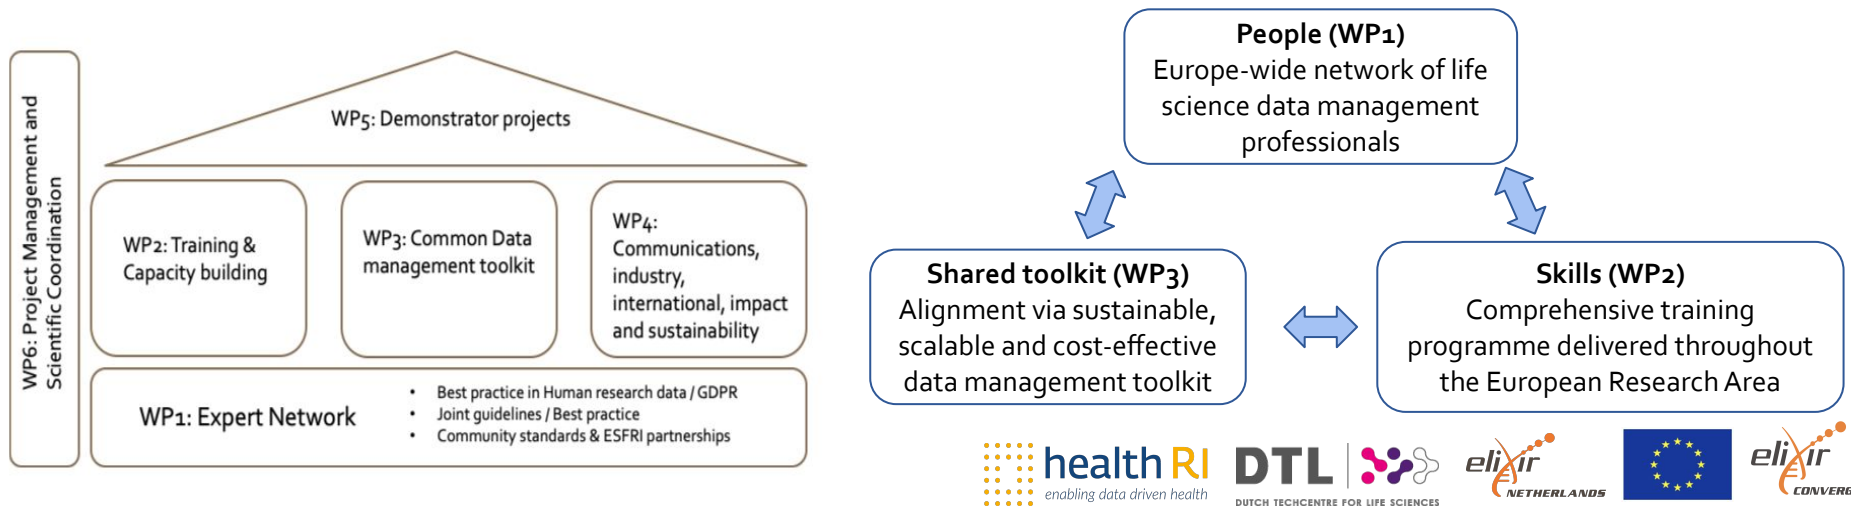 WP6: Project Management and
Scientific Coordination
WP5: Demonstrator projects
WP2: Training &
Capacity building
WP3: Common Data
management toolkit
WP4:
Communications,
industry,
international, impact
and sustainability
WP1: Expert Network
• Best practice in Human research data / GDPR
• Joint guidelines / Best practice
• Community standards & ESFRI partnerships
People (WP1)
Europe-wide network of life
science data management
professionals
Shared toolkit (WP3)
Alignment via sustainable,
scalable and cost-effective
data management toolkit
Skills (WP2)
Comprehensive training
programme delivered throughout
the European Research Area
health RI
enabling data driven health
DTL
DUTCH TECHCENTRE FOR LIFE SCIENCES
elixir
NETHERLANDS
elixir
CONVERG